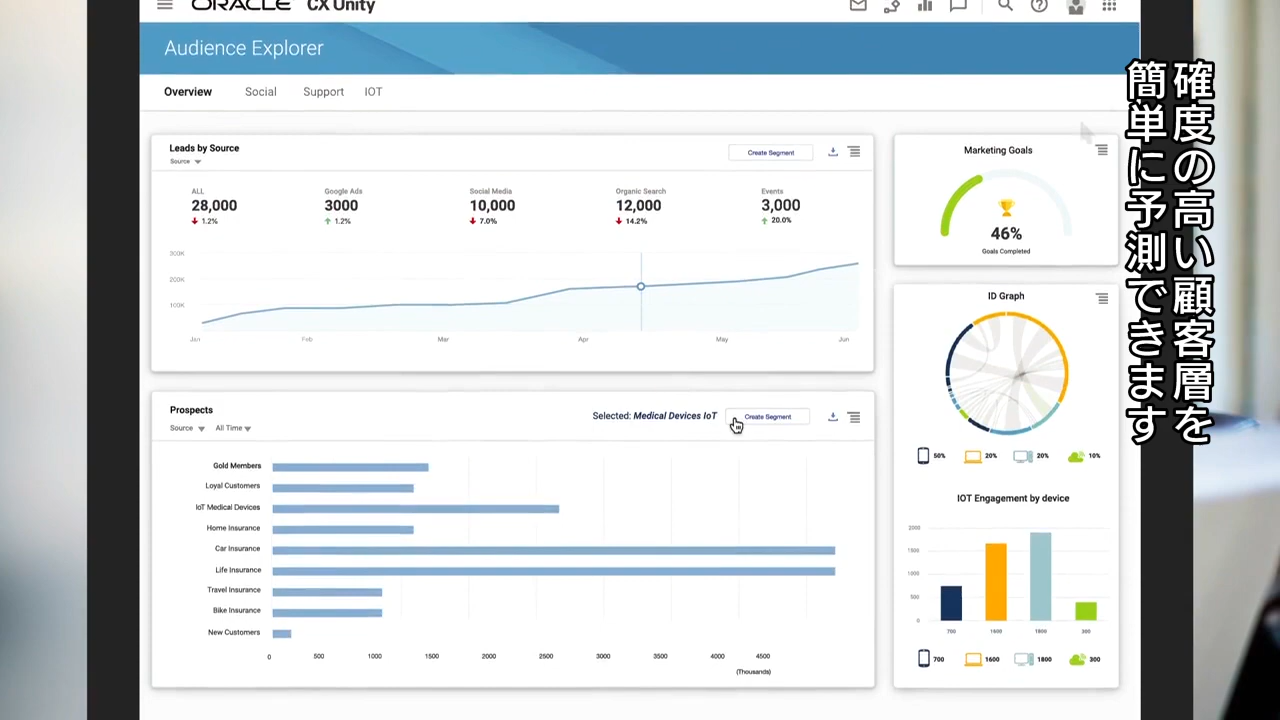 ORACLE CX Unity
Audience Explorer
Overview Social Support IOT
Leads by Source
Source
Create Segment
ALL
28,000
1.2%
Google Ads
3000
1.2%
Social Media
10,000
7.0%
Organic Search
12,000
14.2%
Events
3,000
20.0%
300K
200K
100K
Jan Feb Mar Apr May Jun
Prospects
Source All Time
Selected: Medical Devices IoT
Create Segment
Gold Members
Loyal Customers
IoT Medical Devices
Home Insurance
Car Insurance
Life Insurance
Travel Insurance
Bike Insurance
New Customers
0 500 1000 1500 2000 2500 3000 3500 4000 4500
(Thousands)
Marketing Goals
46%
Goals Completed
ID Graph
50% 20% 20% 10%
IOT Engagement by device
2000
1500
1000
500
0
700 1600 1800 300
700 1600 1800 300
確度の高い顧客層を
簡単に予測できます